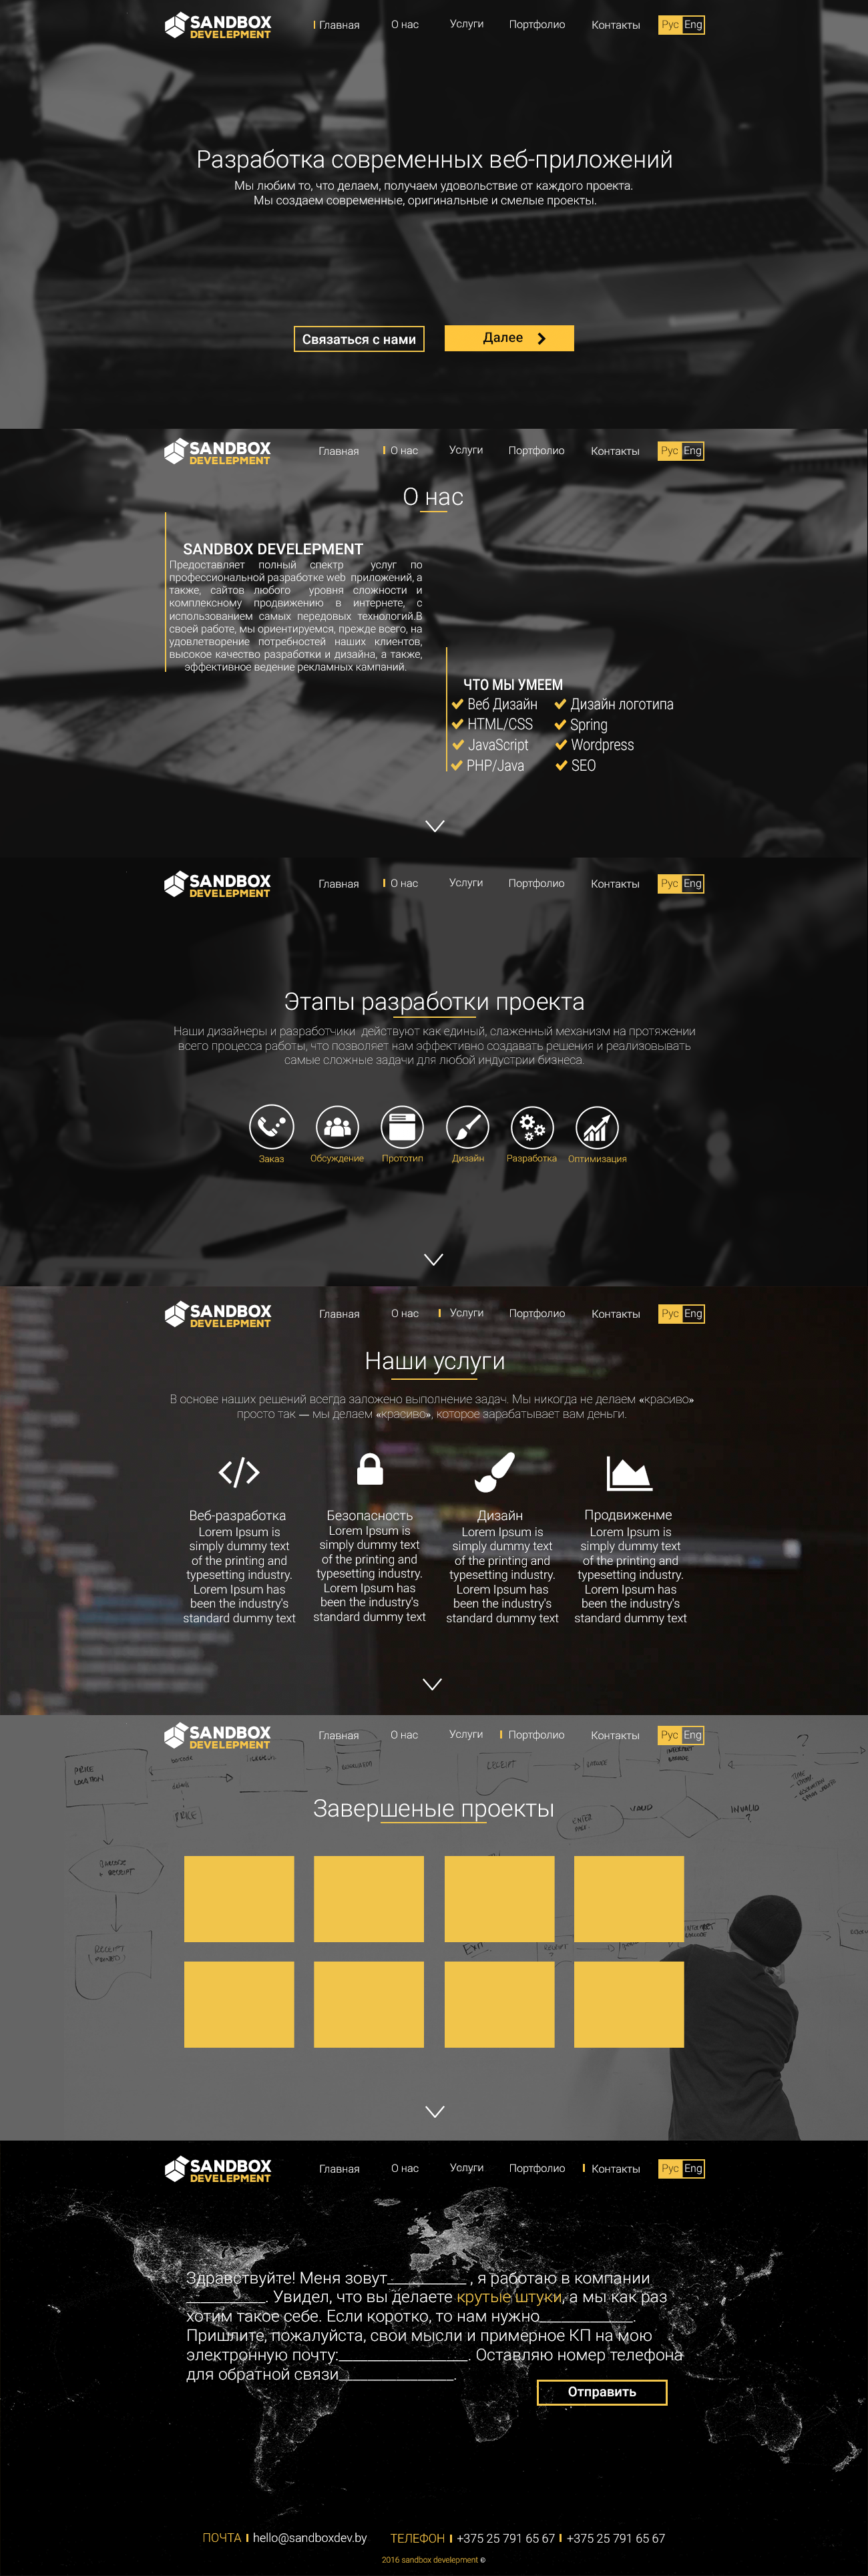 SANDBOX
DEVELEPMENT
Главная О нас Услуги Портфолио Контакты Рус Eng
Разработка современных веб-приложений
Мы любим то, что делаем, получаем удовольствие от каждого проекта.
Мы создаем современные, оригинальные и смелые проекты.
Связаться с нами Далее
SANDBOX
DEVELEPMENT
Главная О нас Услуги Портфолио Контакты Рус Eng
О нас
SANDBOX DEVELEPMENT
Предоставляет полный спектр услуг по
профессиональной разработке web приложений, а
также, сайтов любого уровня сложности и
комплексному продвижению в интернете, с
использованием самых передовых технологий.В
своей работе, мы ориентируемся, прежде всего, на
удовлетворение потребностей наших клиентов,
высокое качество разработки и дизайна, а также,
эффективное ведение рекламных кампаний.
ЧТО МЫ УМЕЕМ
Веб Дизайн Дизайн логотипа
HTML/CSS Spring
JavaScript Wordpress
PHP/Java SEO
SANDBOX
DEVELEPMENT
Главная О нас Услуги Портфолио Контакты Рус Eng
Этапы разработки проекта
Наши дизайнеры и разработчики действуют как единый, слаженный механизм на протяжении
всего процесса работы, что позволяет нам эффективно создавать решения и реализовывать
самые сложные задачи для любой индустрии бизнеса.
Заказ Обсуждение Прототип Дизайн Разработка Оптимизация
SANDBOX
DEVELEPMENT
Главная О нас Услуги Портфолио Контакты Рус Eng
Наши услуги
В основе наших решений всегда заложено выполнение задач. Мы никогда не делаем «красиво»
просто так — мы делаем «красиво», которое зарабатывает вам деньги.
Веб-разработка
Lorem Ipsum is
simply dummy text
of the printing and
typesetting industry.
Lorem Ipsum has
been the industry's
standard dummy text
Безопасность
Lorem Ipsum is
simply dummy text
of the printing and
typesetting industry.
Lorem Ipsum has
been the industry's
standard dummy text
Дизайн
Lorem Ipsum is
simply dummy text
of the printing and
typesetting industry.
Lorem Ipsum has
been the industry's
standard dummy text
Продвиженме
Lorem Ipsum is
simply dummy text
of the printing and
typesetting industry.
Lorem Ipsum has
been the industry's
standard dummy text
SANDBOX
DEVELEPMENT
Главная О нас Услуги Портфолио Контакты Рус Eng
RECEIPT
PRICE
VALID
INVALID
?
Завершеные проекты
EXIT
RECEIPT
SANDBOX
DEVELEPMENT
Главная О нас Услуги Портфолио Контакты Рус Eng
Здравствуйте! Меня зовут__________, я работаю в компании
__________. Увидел, что вы делаете крутые штуки, а мы как раз
хотим такое себе. Если коротко, то нам нужно____________.
Пришлите, пожалуйста, свои мысли и примерное КП на мою
электронную почту:________________. Оставляю номер телефона
для обратной связи______________.
Отправить
ПОЧТА hello@sandboxdev.by ТЕЛЕФОН +375 25 791 65 67 +375 25 791 65 67
2016 sandbox develepment ©